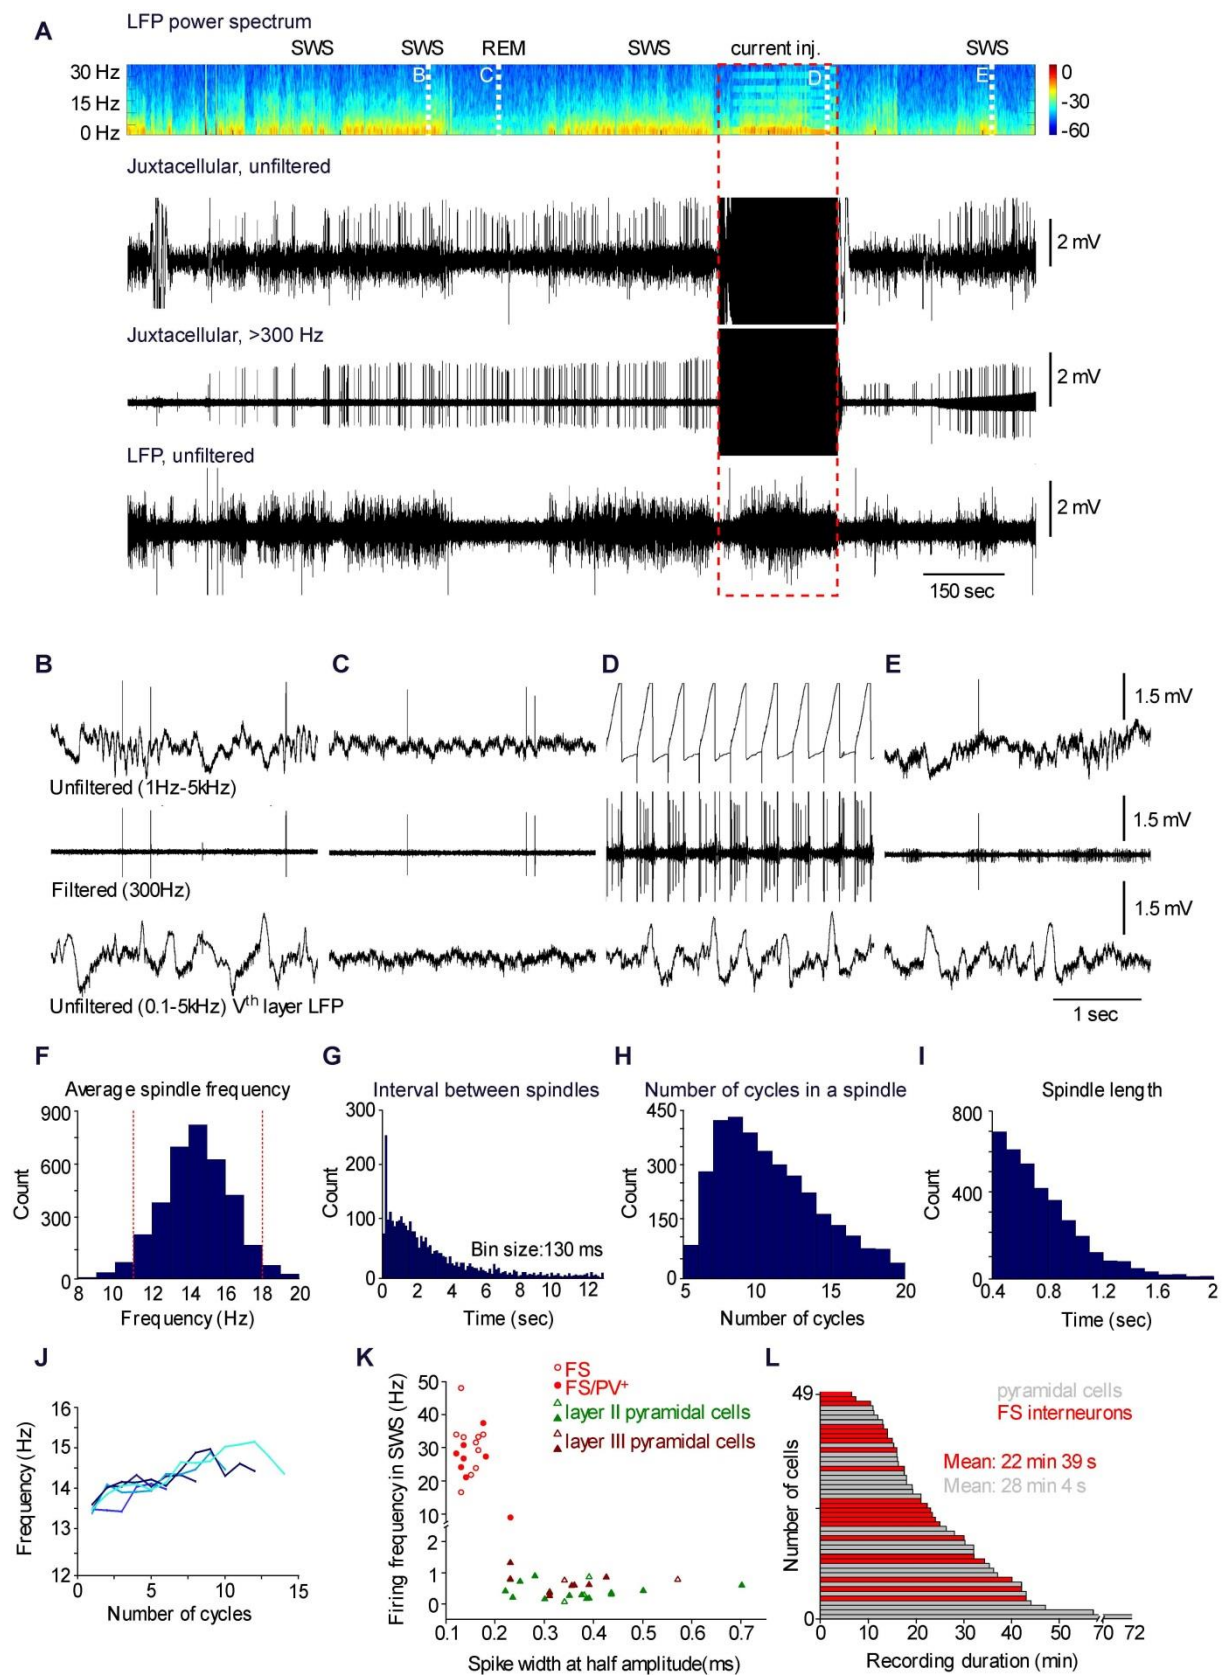 A
LFP power spectrum
SWS SWS REM SWS current inj. SWS
30 Hz
15 Hz
0 Hz
B C D E
0
-30
-60
Juxtacellular, unfiltered
2 mV
Juxtacellular, >300 Hz
2 mV
LFP, unfiltered
2 mV
150 sec
B C D E
1.5 mV
Unfiltered (1Hz-5kHz)
1.5 mV
Filtered (300Hz)
1.5 mV
Unfiltered (0.1-5kHz) Vth layer LFP
1 sec
F
Average spindle frequency
Count
900
600
300
0
8 10 12 14 16 18 20
Frequency (Hz)
G
Interval between spindles
Count
300
200
100
0
Bin size:130 ms
0 2 4 6 8 10 12
Time (sec)
H
Number of cycles in a spindle
Count
450
300
150
0
5 10 15 20
Number of cycles
I
Spindle length
Count
800
400
0
0.4 0.8 1.2 1.6 2
Time (sec)
J
Frequency (Hz)
16
15
14
13
12
0 5 10 15
Number of cycles
K
Firing frequency in SWS (Hz)
50
40
30
20
10
2
1
0
FS
FS/PV+
layer II pyramidal cells
layer III pyramidal cells
0.1 0.2 0.3 0.4 0.5 0.6 0.7
Spike width at half amplitude(ms)
L
Number of cells
49
0
pyramidal cells
FS interneurons
Mean: 22 min 39 s
Mean: 28 min 4 s
0 10 20 30 40 50 70 72
Recording duration (min)